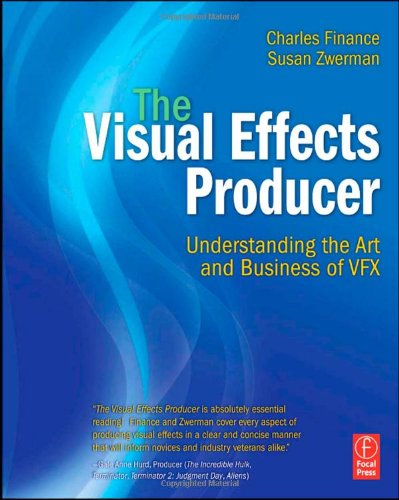 Charles Finance
Susan Zwerman
The
Visual Effects
Producer
Understanding the Art
and Business of VFX
"The Visual Effects Producer is absolutely essential
reading! Finance and Zwerman cover every aspect of
producing visual effects in a clear and concise manner
that will inform novices and industry veterans alike."
Anne Hurd, Producer (The Incredible Hulk,
Terminator, Terminator 2: Judgment Day, Aliens)
Copyrighted Material
Focal
Press